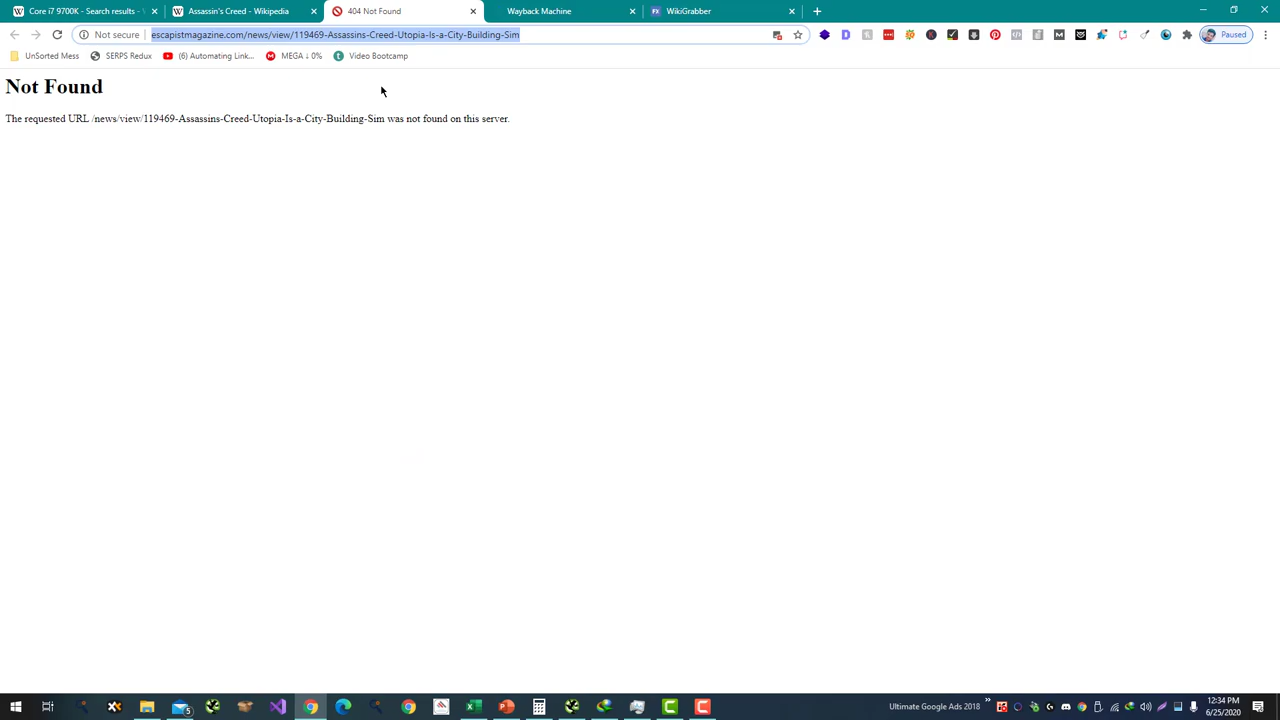 Core i7 9700K - Search results -
Assassin's Creed - Wikipedia
404 Not Found
Wayback Machine
WikiGrabber
Not secure
escapistmagazine.com/news/view/119469-Assassins-Creed-Utopia-Is-a-City-Building-Sim
Paused
UnSorted Mess
SERPS Redux
(6) Automating Link...
MEGA ↓ 0%
Video Bootcamp
Not Found
The requested URL /news/view/119469-Assassins-Creed-Utopia-Is-a-City-Building-Sim was not found on this server.
5
Ultimate Google Ads 2018
12:34 PM
6/25/2020